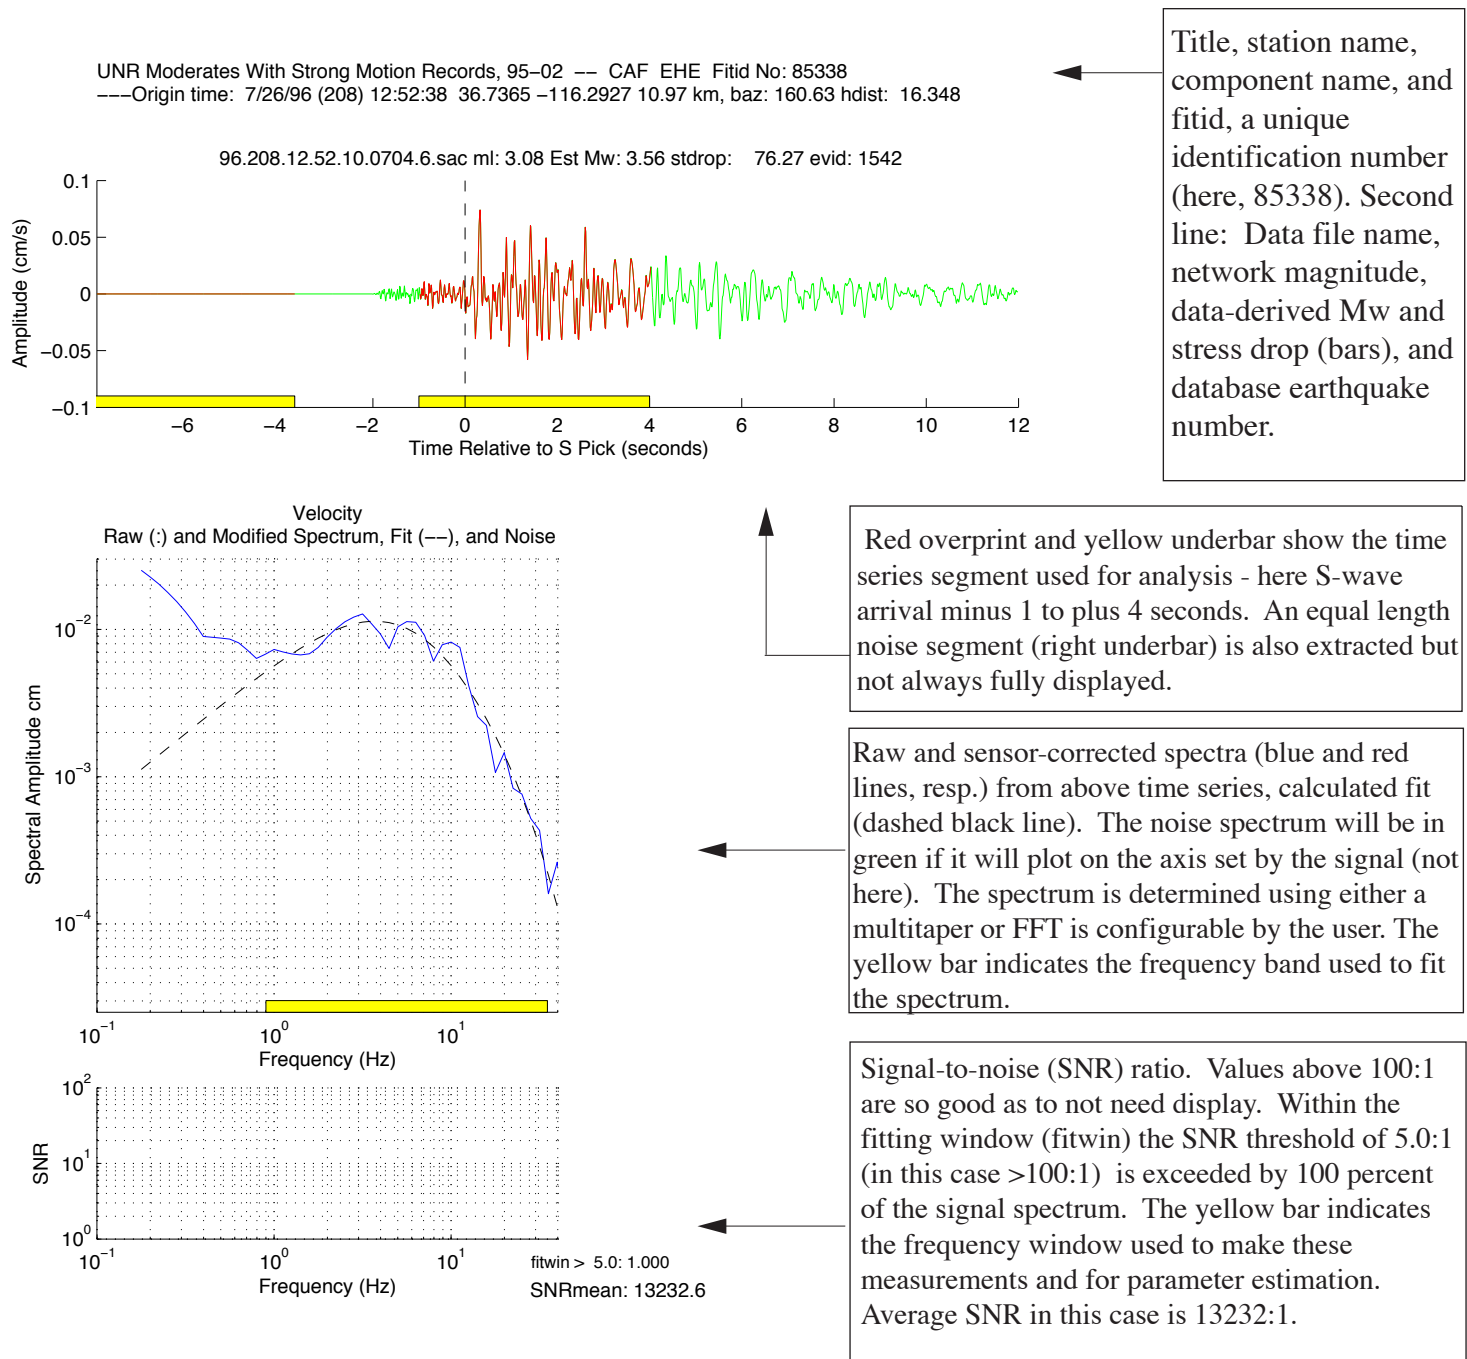 UNR Moderates With Strong Motion Records, 95−02 −− CAF EHE Fitid No: 85338
−−−Origin time: 7/26/96 (208) 12:52:38 36.7365 −116.2927 10.97 km, baz: 160.63 hdist: 16.348
96.208.12.52.10.0704.6.sac ml: 3.08 Est Mw: 3.56 stdrop: 76.27 evid: 1542
0.1
0.05
0
−0.05
−0.1
Amplitude (cm/s)
−6 −4 −2 0 2 4 6 8 10 12
Time Relative to S Pick (seconds)
Title, station name,
component name, and
fitid, a unique
identification number
(here, 85338). Second
line: Data file name,
network magnitude,
data-derived Mw and
stress drop (bars), and
database earthquake
number.
Velocity
Raw (:) and Modified Spectrum, Fit (−−), and Noise
10−2
10−3
10−4
Spectral Amplitude cm
10−1 100 101
Frequency (Hz)
Red overprint and yellow underbar show the time
series segment used for analysis - here S-wave
arrival minus 1 to plus 4 seconds. An equal length
noise segment (right underbar) is also extracted but
not always fully displayed.
Raw and sensor-corrected spectra (blue and red
lines, resp.) from above time series, calculated fit
(dashed black line). The noise spectrum will be in
green if it will plot on the axis set by the signal (not
here). The spectrum is determined using either a
multitaper or FFT is configurable by the user. The
yellow bar indicates the frequency band used to fit
the spectrum.
102
101
100
SNR
10−1 100 101
Frequency (Hz)
fitwin > 5.0: 1.000
SNRmean: 13232.6
Signal-to-noise (SNR) ratio. Values above 100:1
are so good as to not need display. Within the
fitting window (fitwin) the SNR threshold of 5.0:1
(in this case >100:1) is exceeded by 100 percent
of the signal spectrum. The yellow bar indicates
the frequency window used to make these
measurements and for parameter estimation.
Average SNR in this case is 13232:1.